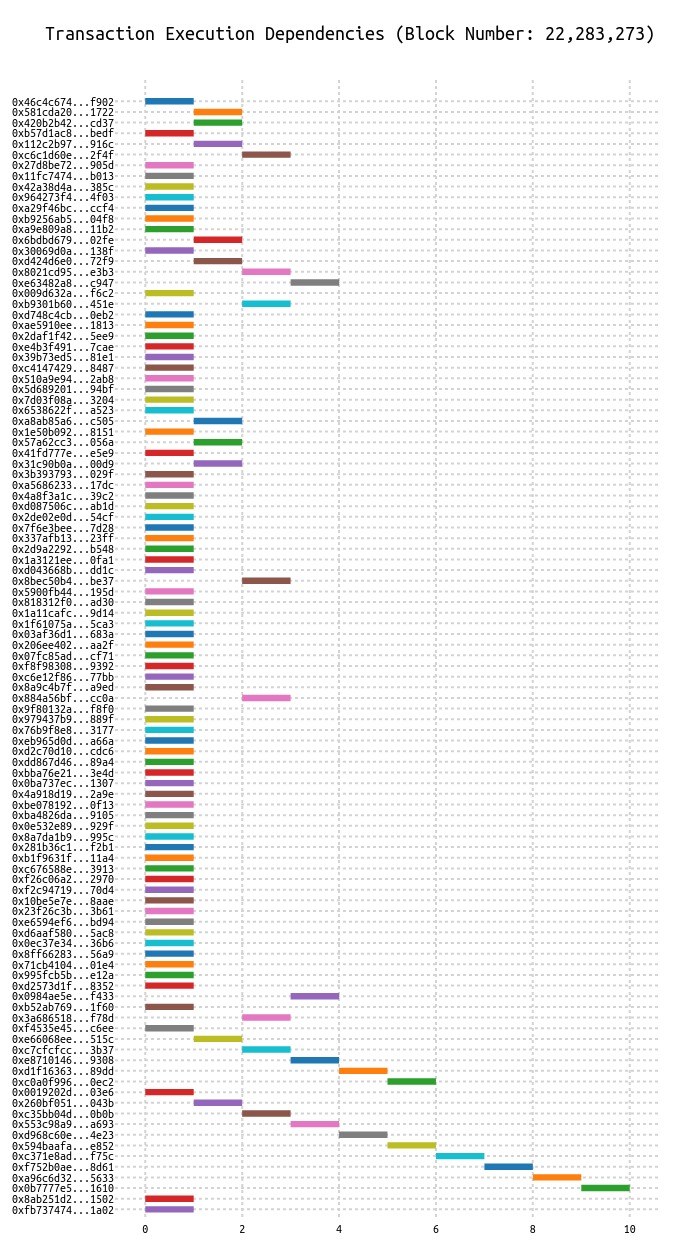 Transaction Execution Dependencies (Block Number: 22,283,273)
0x46c4c674...f902
0x581cda20...1722
0x420b2b42...cd37
0xb57d1ac8...bedf
0x112c2b97...916c
0xc6c1d60e...2f4f
0x27d8be72...905d
0x11fc7474...b013
0x42a38d4a...385c
0x964273f4...4f03
0xa29f46bc...ccf4
0xb9256ab5...04f8
0xa9e809a8...11b2
0x6bdbd679...02fe
0x30069d0a...138f
0xd424d6e0...72f9
0x8021cd95...e3b3
0xe63482a8...c947
0x009d632a...f6c2
0xb9301b60...451e
0xd748c4cb...0eb2
0xae5910ee...1813
0x2daf1f42...5ee9
0xe4b3f491...7cae
0x39b73ed5...81e1
0xc4147429...8487
0x510a9e94...2ab8
0x5d689201...94bf
0x7d03f08a...3204
0x6538622f...a523
0xa8ab85a6...c505
0x1e50b092...8151
0x57a62cc3...056a
0x41fd777e...e5e9
0x31c90b0a...00d9
0x3b393793...029f
0xa5686233...17dc
0x4a8f3a1c...39c2
0xd087506c...ab1d
0x2de02e0d...54cf
0x7f6e3bee...7d28
0x337afb13...23ff
0x2d9a2292...b548
0x1a3121ee...0fa1
0xd043668b...dd1c
0x8bec50b4...be37
0x5900fb44...195d
0x818312f0...ad30
0x1a11cafc...9d14
0x1f61075a...5ca3
0x03af36d1...683a
0x206ee402...aa2f
0x07fc85ad...cf71
0xf8f98308...9392
0xc6e12f86...77bb
0x8a9c4b7f...a9ed
0x884a56bf...cc0a
0x9f80132a...f8f0
0x979437b9...889f
0x76b9f8e8...3177
0xeb965d0d...a66a
0xd2c70d10...cdc6
0xdd867d46...89a4
0xbba76e21...3e4d
0x0ba737ec...1307
0x4a918d19...2a9e
0xbe078192...0f13
0xba4826da...9105
0x0e532e89...929f
0x8a7da1b9...995c
0x281b36c1...f2b1
0xb1f9631f...11a4
0xc676588e...3913
0xf26c06a2...2970
0xf2c94719...70d4
0x10be5e7e...8aae
0x23f26c3b...3b61
0xe6594ef6...bd94
0xd6aaf580...5ac8
0x0ec37e34...36b6
0x8ff66283...56a9
0x71cb4104...01e4
0x995fcb5b...e12a
0xd2573d1f...8352
0x0984ae5e...f433
0xb52ab769...1f60
0x3a686518...f78d
0xf4535e45...c6ee
0xe66068ee...515c
0xc7cfcfcc...3b37
0xe8710146...9308
0xd1f16363...89dd
0xc0a0f996...0ec2
0x0019202d...03e6
0x260bf051...043b
0xc35bb04d...0b0b
0x553c98a9...a693
0xd968c60e...4e23
0x594baafa...e852
0xc371e8ad...f75c
0xf752b0ae...8d61
0xa96c6d32...5633
0x0b7777e5...1610
0x8ab251d2...1502
0xfb737474...1a02
0 2 4 6 8 10